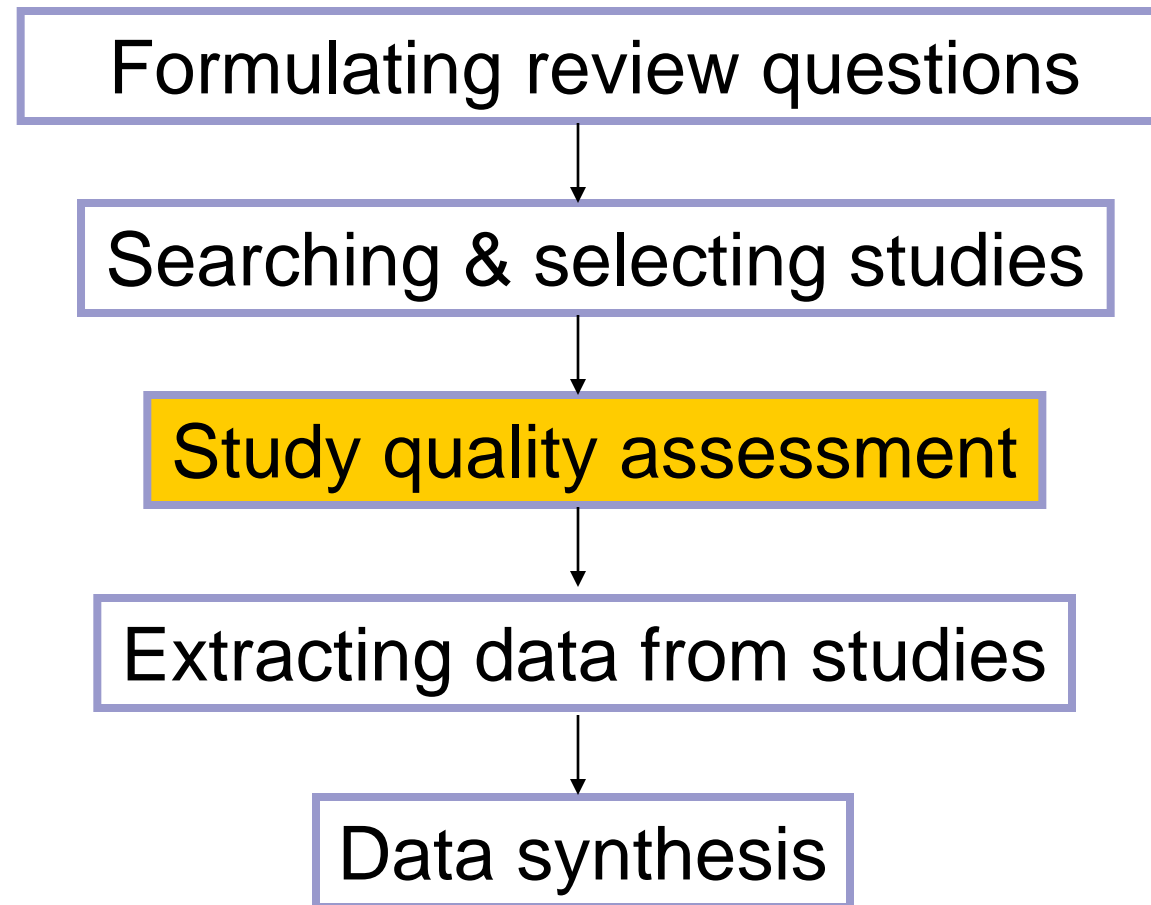 Formulating review questions
Searching & selecting studies
Study quality assessment
Extracting data from studies
Data synthesis